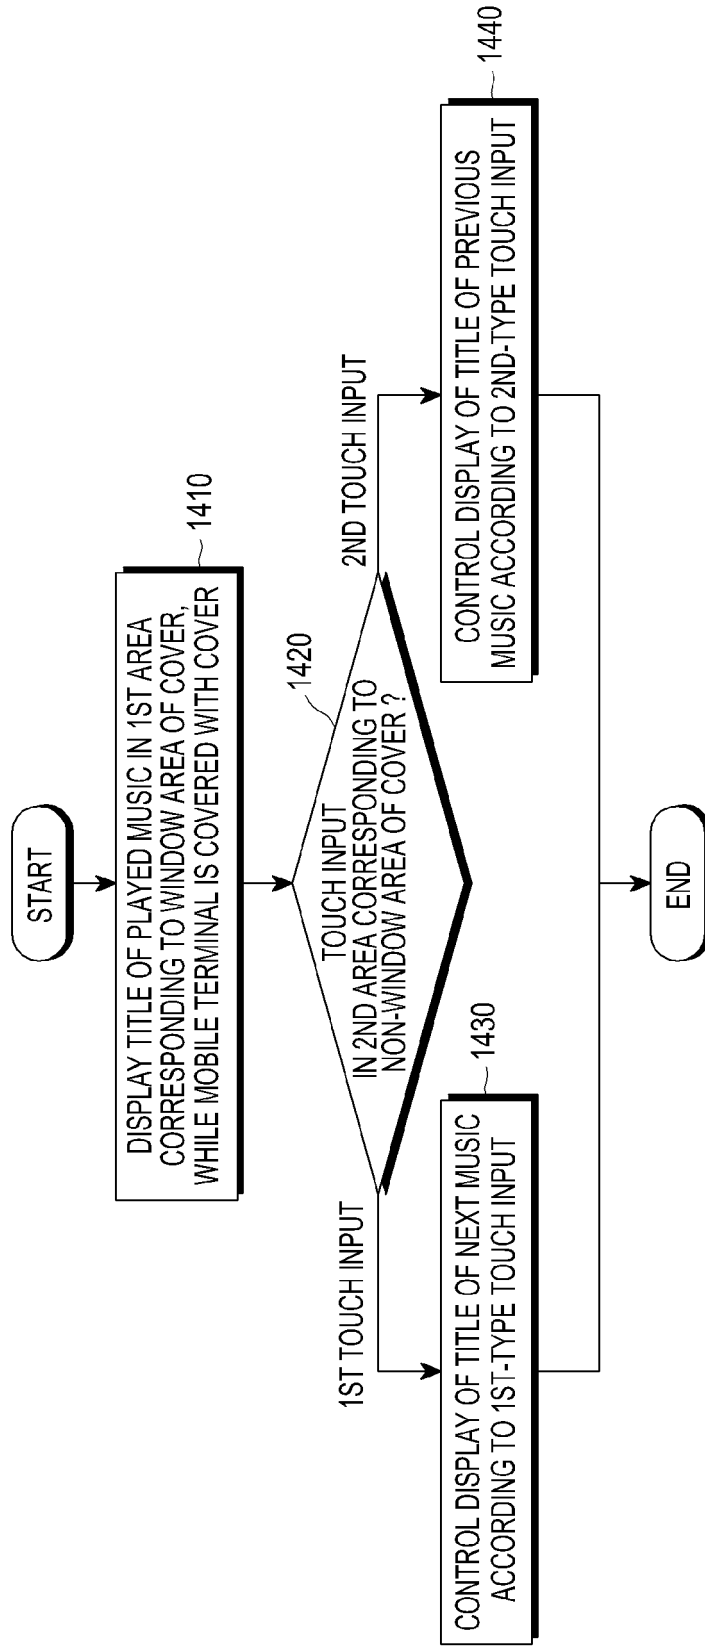 START
DISPLAY TITLE OF PLAYED MUSIC IN 1ST AREA
CORRESPONDING TO WINDOW AREA OF COVER,
WHILE MOBILE TERMINAL IS COVERED WITH COVER
1410
TOUCH INPUT
IN 2ND AREA CORRESPONDING TO
NON-WINDOW AREA OF COVER ?
1420
1ST TOUCH INPUT
2ND TOUCH INPUT
CONTROL DISPLAY OF TITLE OF NEXT MUSIC
ACCORDING TO 1ST-TYPE TOUCH INPUT
1430
CONTROL DISPLAY OF TITLE OF PREVIOUS
MUSIC ACCORDING TO 2ND-TYPE TOUCH INPUT
1440
END